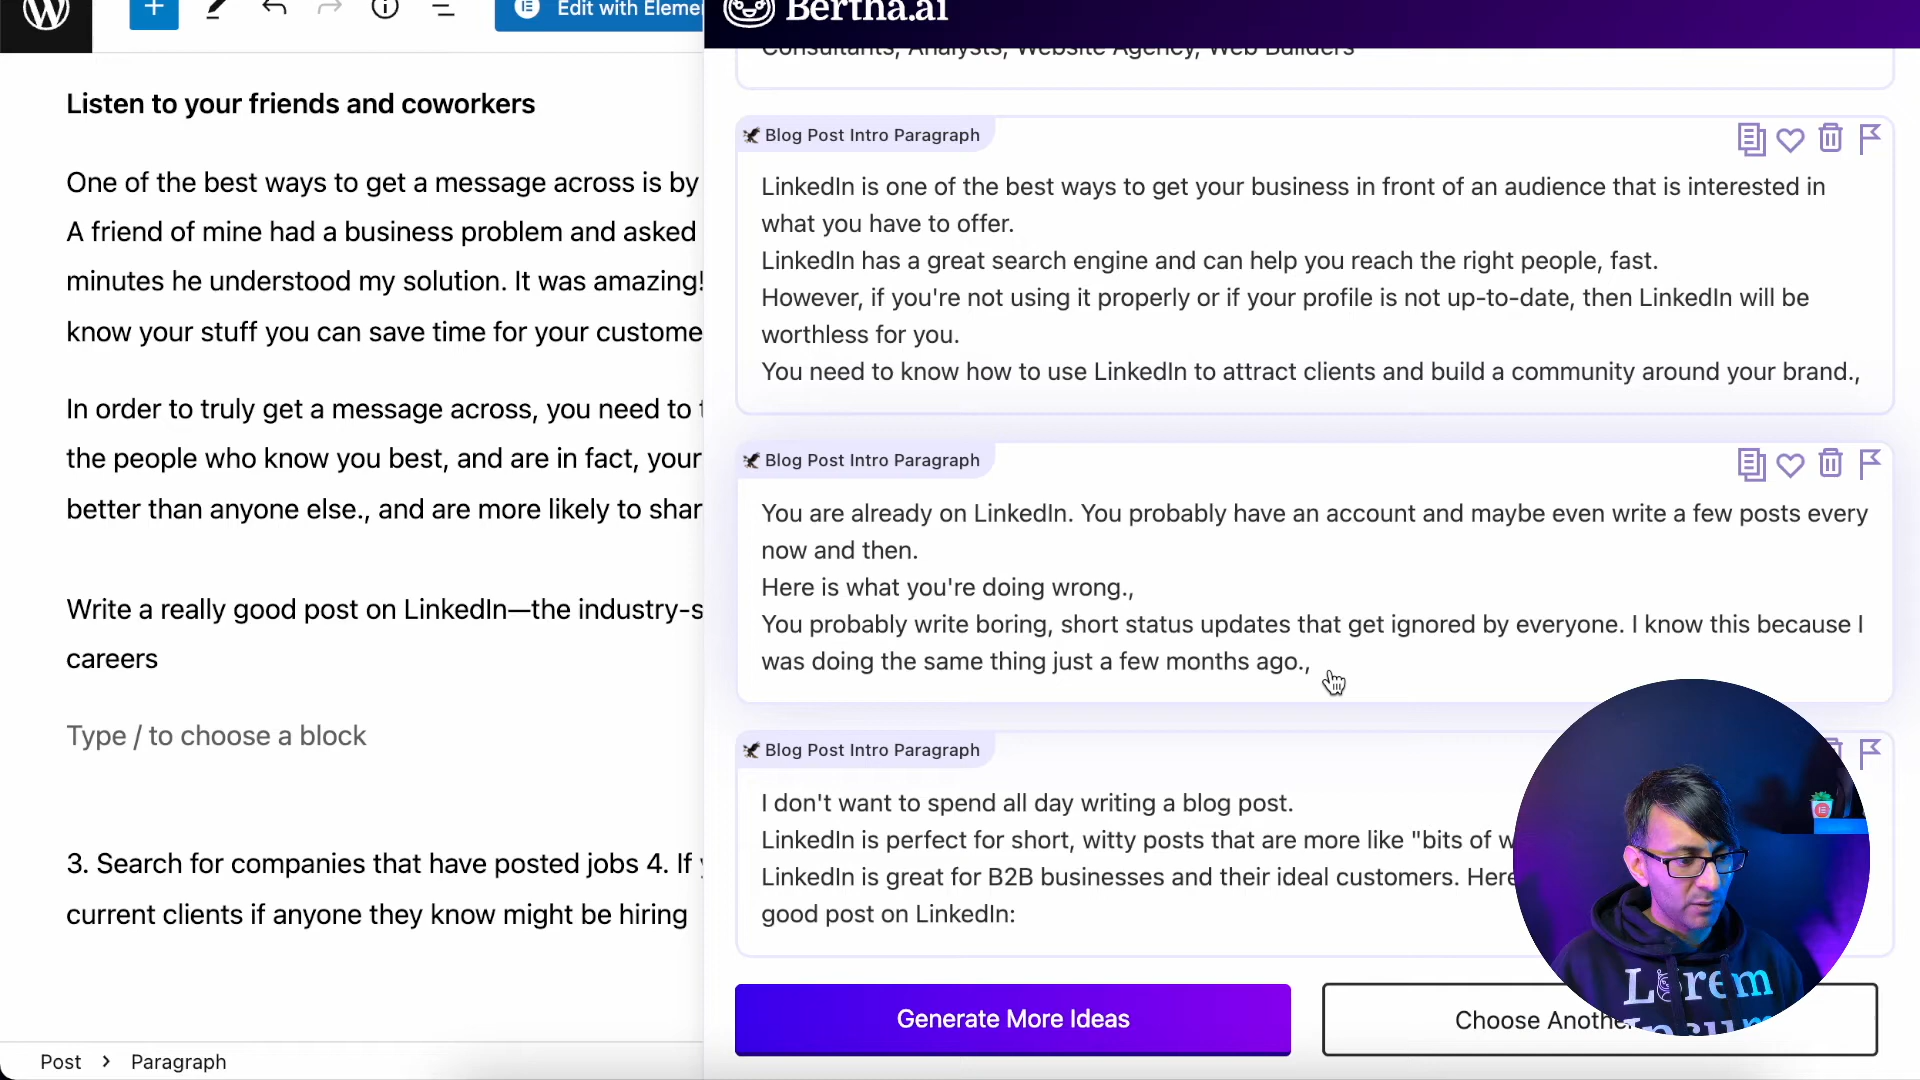 Edit with Eleme
Bertha.ai
Consultants, Analysts, Website Agency, Web Builders
Listen to your friends and coworkers
One of the best ways to get a message across is by
A friend of mine had a business problem and asked
minutes he understood my solution. It was amazing!
know your stuff you can save time for your custome
In order to truly get a message across, you need to
the people who know you best, and are in fact, your
better than anyone else., and are more likely to shar
Write a really good post on LinkedIn—the industry-s
careers
Type / to choose a block
3. Search for companies that have posted jobs 4. If
current clients if anyone they know might be hiring
Post > Paragraph
Blog Post Intro Paragraph
LinkedIn is one of the best ways to get your business in front of an audience that is interested in
what you have to offer.
LinkedIn has a great search engine and can help you reach the right people, fast.
However, if you're not using it properly or if your profile is not up-to-date, then LinkedIn will be
worthless for you.
You need to know how to use LinkedIn to attract clients and build a community around your brand.,
Blog Post Intro Paragraph
You are already on LinkedIn. You probably have an account and maybe even write a few posts every
now and then.
Here is what you're doing wrong.,
You probably write boring, short status updates that get ignored by everyone. I know this because I
was doing the same thing just a few months ago.,
Blog Post Intro Paragraph
I don't want to spend all day writing a blog post.
LinkedIn is perfect for short, witty posts that are more like "bits of w
LinkedIn is great for B2B businesses and their ideal customers. Here
good post on LinkedIn:
Generate More Ideas
Choose Anothe
Lorem
Ipsum